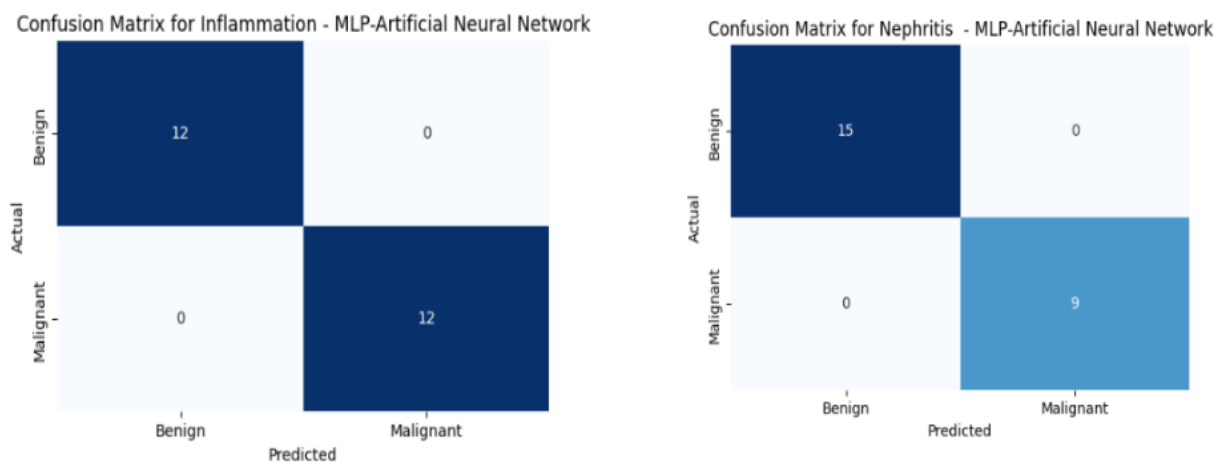 Confusion Matrix for Inflammation - MLP-Artificial Neural Network
Benign
12
0
Actual
Malignant
0
12
Benign
Malignant
Predicted
Confusion Matrix for Nephritis - MLP-Artificial Neural Network
Benign
15
0
Actual
Malignant
0
9
Benign
Malignant
Predicted